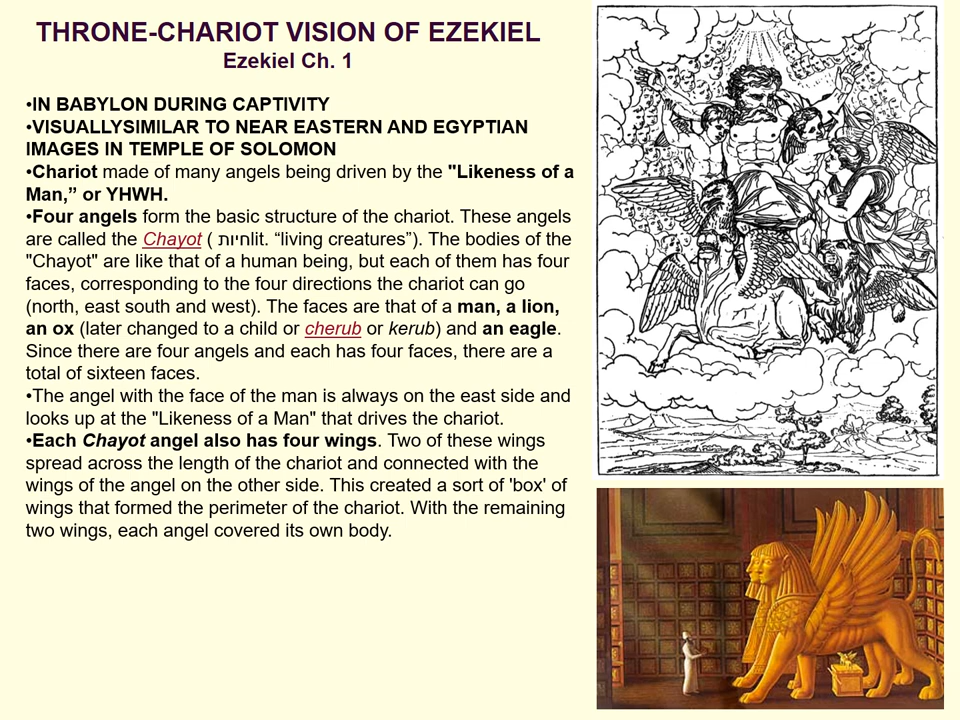 THRONE-CHARIOT VISION OF EZEKIEL
Ezekiel Ch. 1
•IN BABYLON DURING CAPTIVITY
•VISUALLYSIMILAR TO NEAR EASTERN AND EGYPTIAN
IMAGES IN TEMPLE OF SOLOMON
•Chariot made of many angels being driven by the "Likeness of a
Man,” or YHWH.
•Four angels form the basic structure of the chariot. These angels
are called the Chayot ( חיות lit. “living creatures”). The bodies of the
"Chayot" are like that of a human being, but each of them has four
faces, corresponding to the four directions the chariot can go
(north, east south and west). The faces are that of a man, a lion,
an ox (later changed to a child or cherub or kerub) and an eagle.
Since there are four angels and each has four faces, there are a
total of sixteen faces.
•The angel with the face of the man is always on the east side and
looks up at the "Likeness of a Man" that drives the chariot.
•Each Chayot angel also has four wings. Two of these wings
spread across the length of the chariot and connected with the
wings of the angel on the other side. This created a sort of 'box' of
wings that formed the perimeter of the chariot. With the remaining
two wings, each angel covered its own body.